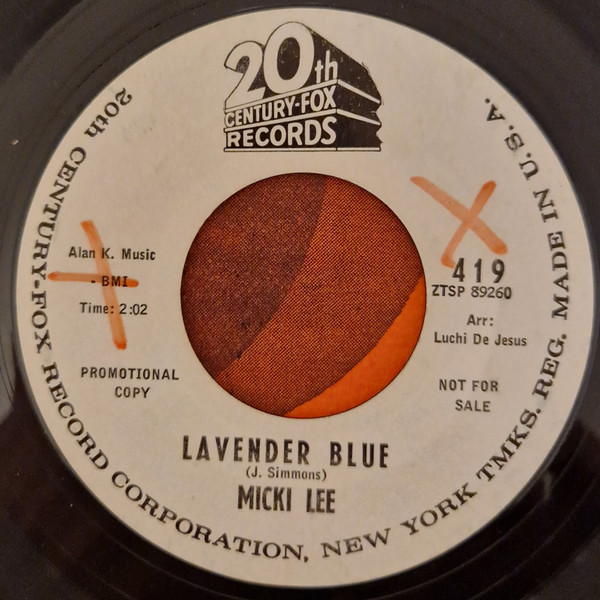 20th
CENTURY-FOX
RECORDS
20th CENTURY-FOX RECORD CORPORATION, NEW YORK TMKS. REG. MADE IN U.S.A.
Alan K. Music
- BMI
Time: 2:02
PROMOTIONAL
COPY
419
ZTSP 89260
Arr:
Luchi De Jesus
NOT FOR
SALE
LAVENDER BLUE
(J. Simmons)
MICKI LEE